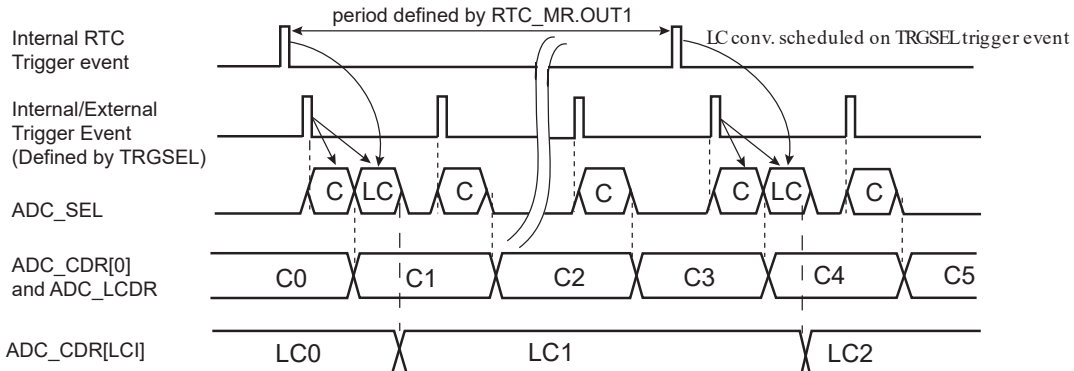 period defined by RTC_MR.OUT1
Internal RTC
Trigger event
LC conv. scheduled on TRGSEL trigger event
Internal/External
Trigger Event
(Defined by TRGSEL)
C LC C C C LC C
ADC_SEL
ADC_CDR[0]
and ADC_LCDR
C0 C1 C2 C3 C4 C5
ADC_CDR[LCI]
LC0 LC1 LC2